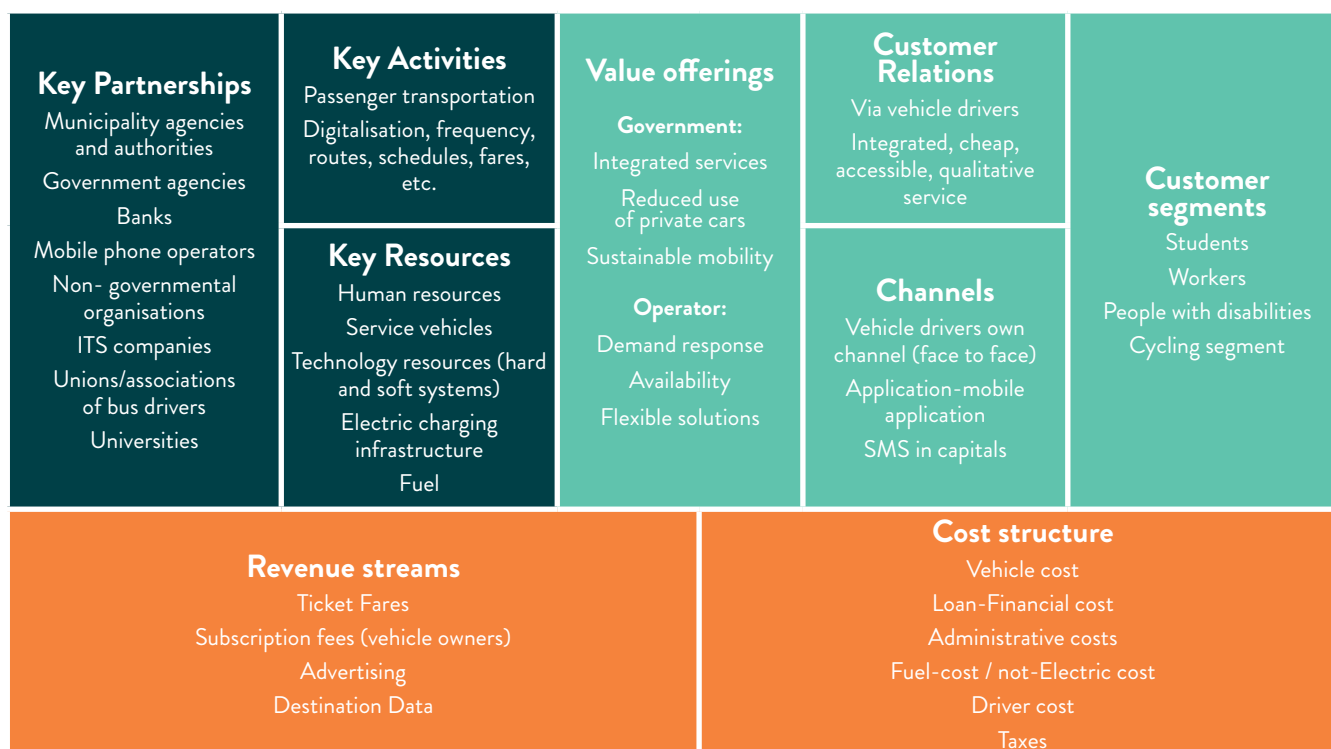 Key Partnerships
Municipality agencies
and authorities
Government agencies
Banks
Mobile phone operators
Non- governmental
organisations
ITS companies
Unions/associations
of bus drivers
Universities
Key Activities
Passenger transportation
Digitalisation, frequency,
routes, schedules, fares,
etc.
Key Resources
Human resources
Service vehicles
Technology resources (hard
and soft systems)
Electric charging
infrastructure
Fuel
Value offerings
Government:
Integrated services
Reduced use
of private cars
Sustainable mobility
Operator:
Demand response
Availability
Flexible solutions
Customer
Relations
Via vehicle drivers
Integrated, cheap,
accessible, qualitative
service
Channels
Vehicle drivers own
channel (face to face)
Application-mobile
application
SMS in capitals
Customer
segments
Students
Workers
People with disabilities
Cycling segment
Revenue streams
Ticket Fares
Subscription fees (vehicle owners)
Advertising
Destination Data
Cost structure
Vehicle cost
Loan-Financial cost
Administrative costs
Fuel-cost / not-Electric cost
Driver cost
Taxes